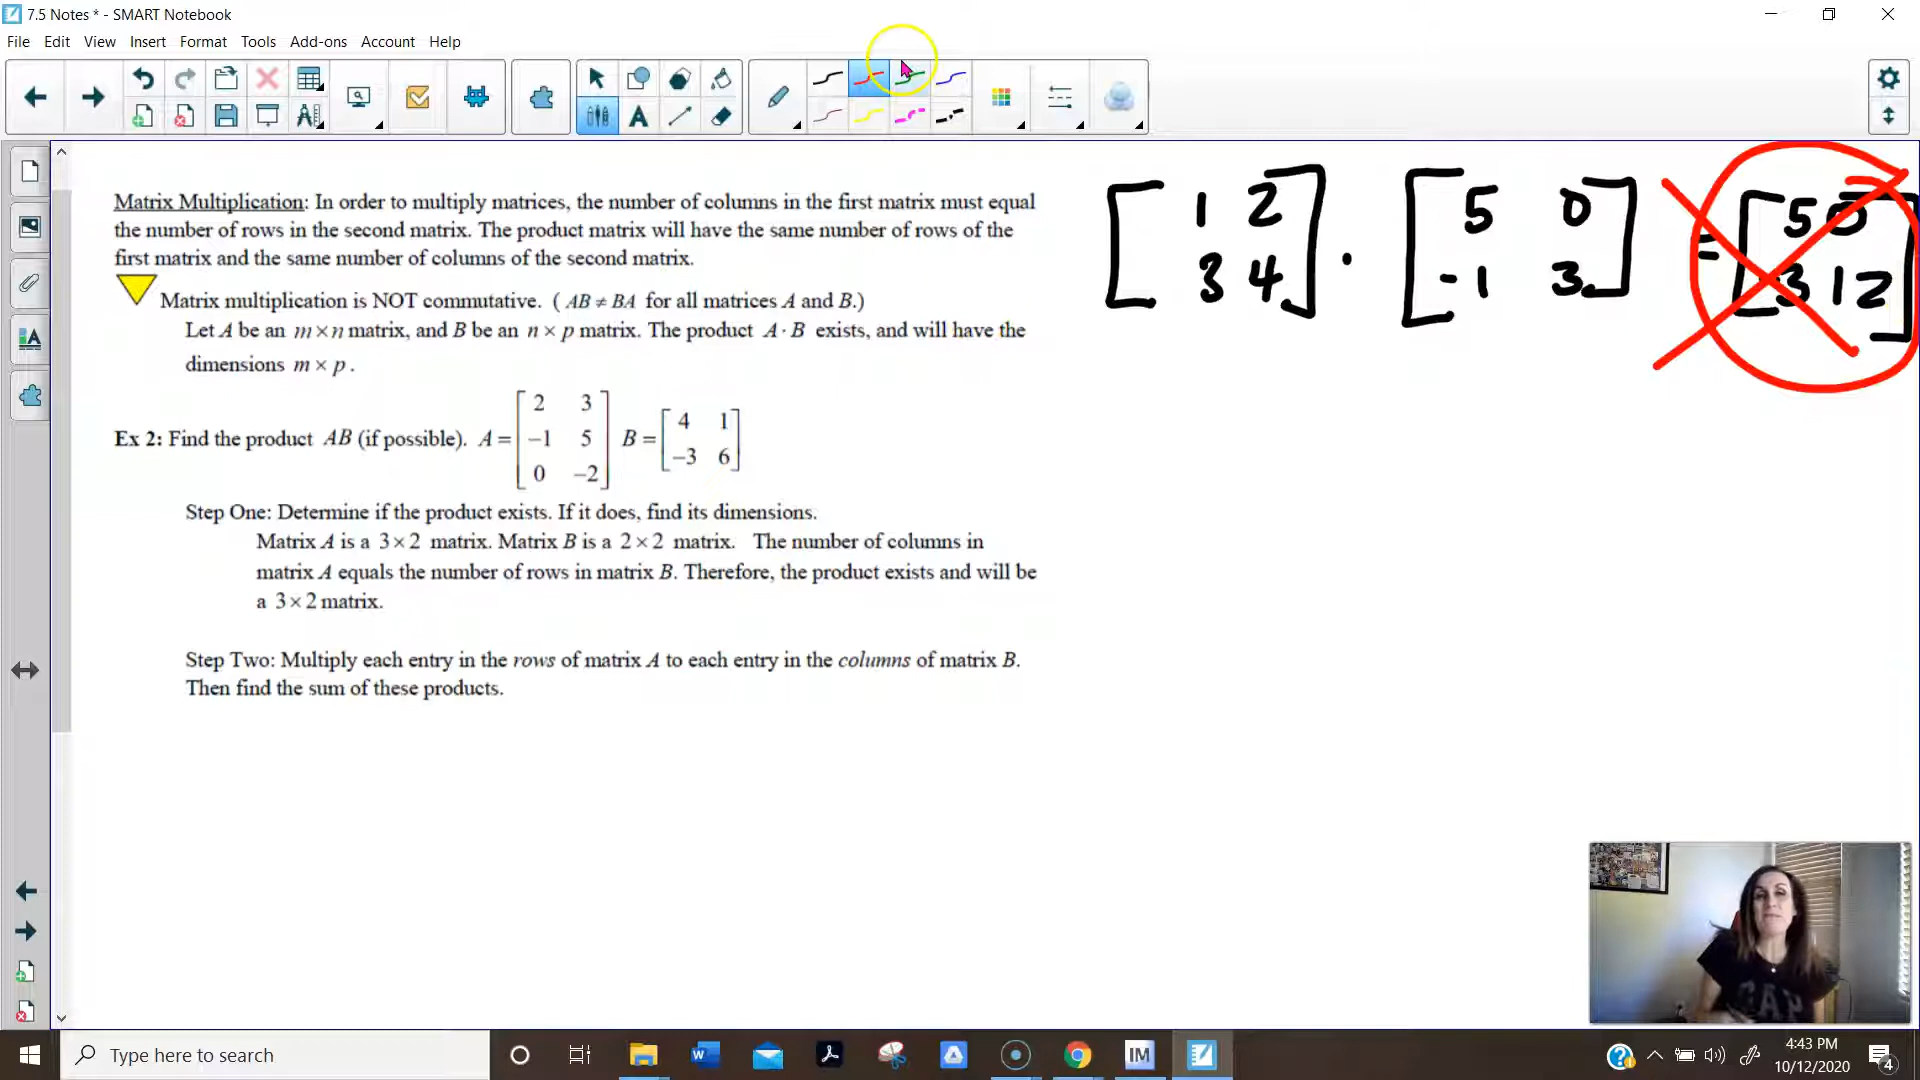 7.5 Notes * - SMART Notebook
File Edit View Insert Format Tools Add-ons Account Help
Matrix Multiplication: In order to multiply matrices, the number of columns in the first matrix must equal
the number of rows in the second matrix. The product matrix will have the same number of rows of the
first matrix and the same number of columns of the second matrix.
Matrix multiplication is NOT commutative. ( AB ≠ BA for all matrices A and B.)
Let A be an m × n matrix, and B be an n × p matrix. The product A · B exists, and will have the
dimensions m × p .
Ex 2: Find the product AB (if possible). A = [2 3; −1 5; 0 −2] B = [4 1; −3 6]
Step One: Determine if the product exists. If it does, find its dimensions.
Matrix A is a 3 × 2 matrix. Matrix B is a 2 × 2 matrix. The number of columns in
matrix A equals the number of rows in matrix B. Therefore, the product exists and will be
a 3 × 2 matrix.
Step Two: Multiply each entry in the rows of matrix A to each entry in the columns of matrix B.
Then find the sum of these products.
[1 2; 3 4] · [5 0; -1 3] = [5 0; -3 12]
Type here to search
IM
4:43 PM
10/12/2020
4